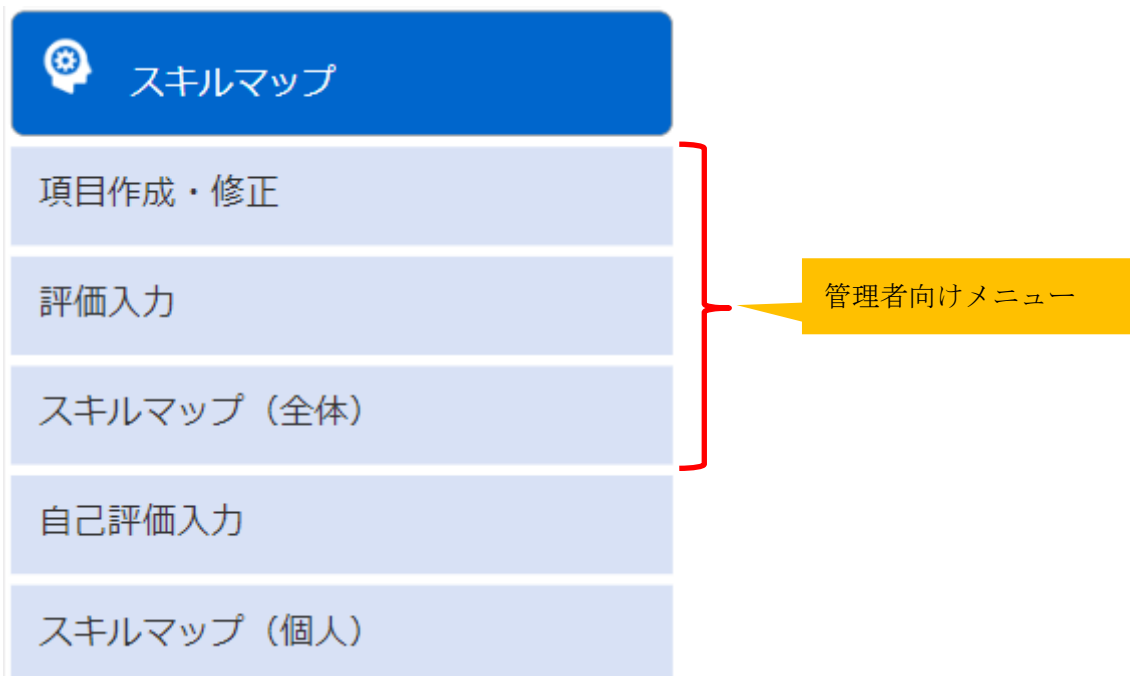 スキルマップ
項目作成・修正
評価入力
スキルマップ（全体）
管理者向けメニュー
自己評価入力
スキルマップ（個人）